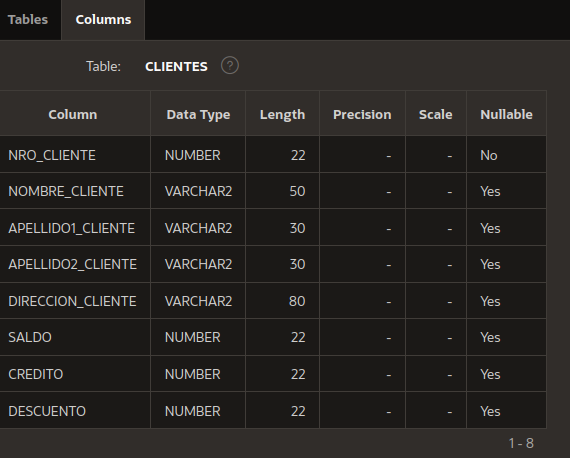 Tables Columns
Table: CLIENTES ?
Column Data Type Length Precision Scale Nullable
NRO_CLIENTE NUMBER 22 - - No
NOMBRE_CLIENTE VARCHAR2 50 - - Yes
APELLIDO1_CLIENTE VARCHAR2 30 - - Yes
APELLIDO2_CLIENTE VARCHAR2 30 - - Yes
DIRECCION_CLIENTE VARCHAR2 80 - - Yes
SALDO NUMBER 22 - - Yes
CREDITO NUMBER 22 - - Yes
DESCUENTO NUMBER 22 - - Yes
1 - 8